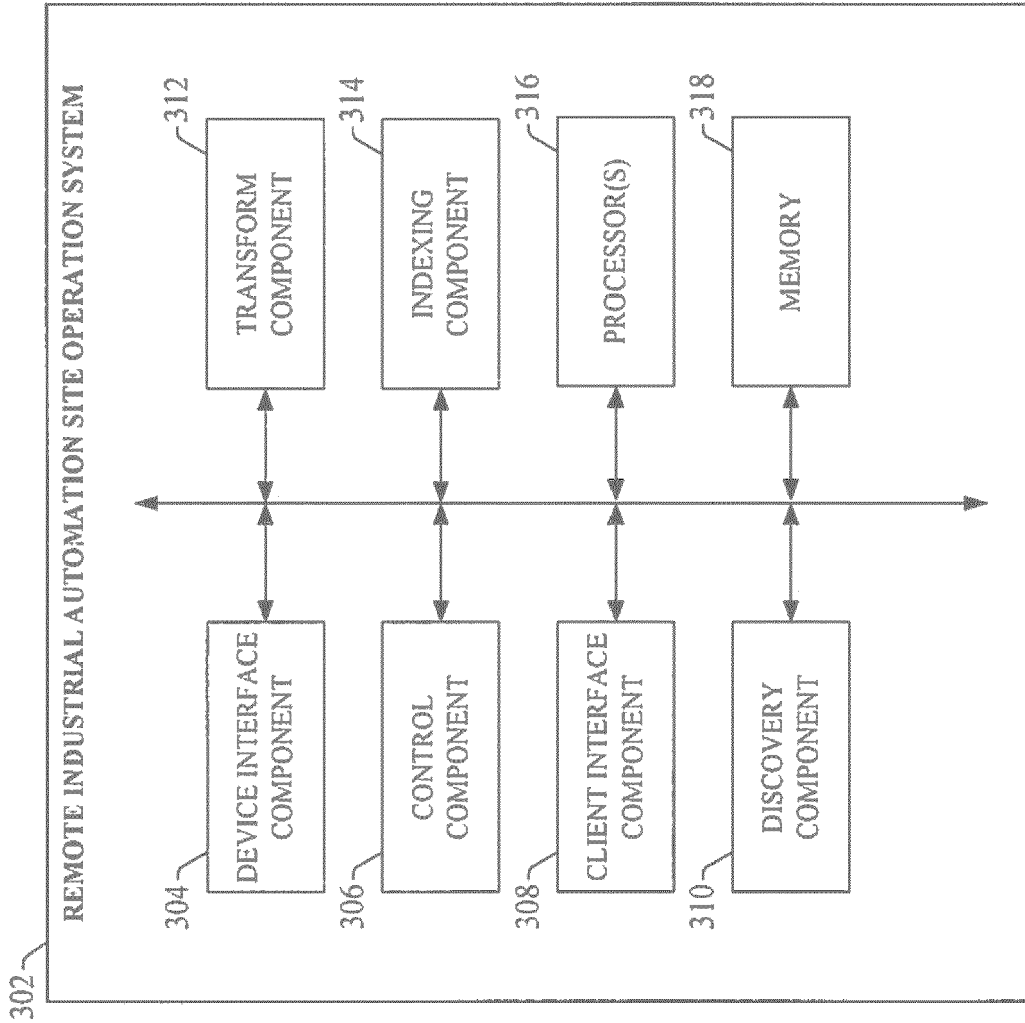 302
REMOTE INDUSTRIAL AUTOMATION SITE OPERATION SYSTEM
304
DEVICE INTERFACE
COMPONENT
306
CONTROL
COMPONENT
308
CLIENT INTERFACE
COMPONENT
310
DISCOVERY
COMPONENT
312
TRANSFORM
COMPONENT
314
INDEXING
COMPONENT
316
PROCESSOR(S)
318
MEMORY